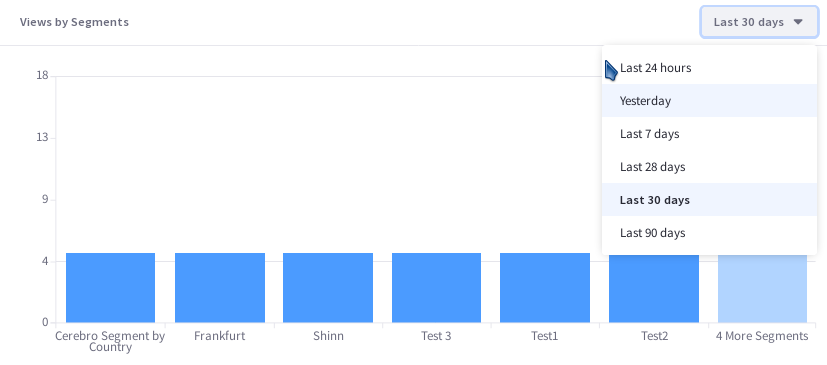 Views by Segments
Last 30 days
Last 24 hours
Yesterday
Last 7 days
Last 28 days
Last 30 days
Last 90 days
18
13
9
4
0
Cerebro Segment by
Country
Frankfurt
Shinn
Test 3
Test1
Test2
4 More Segments